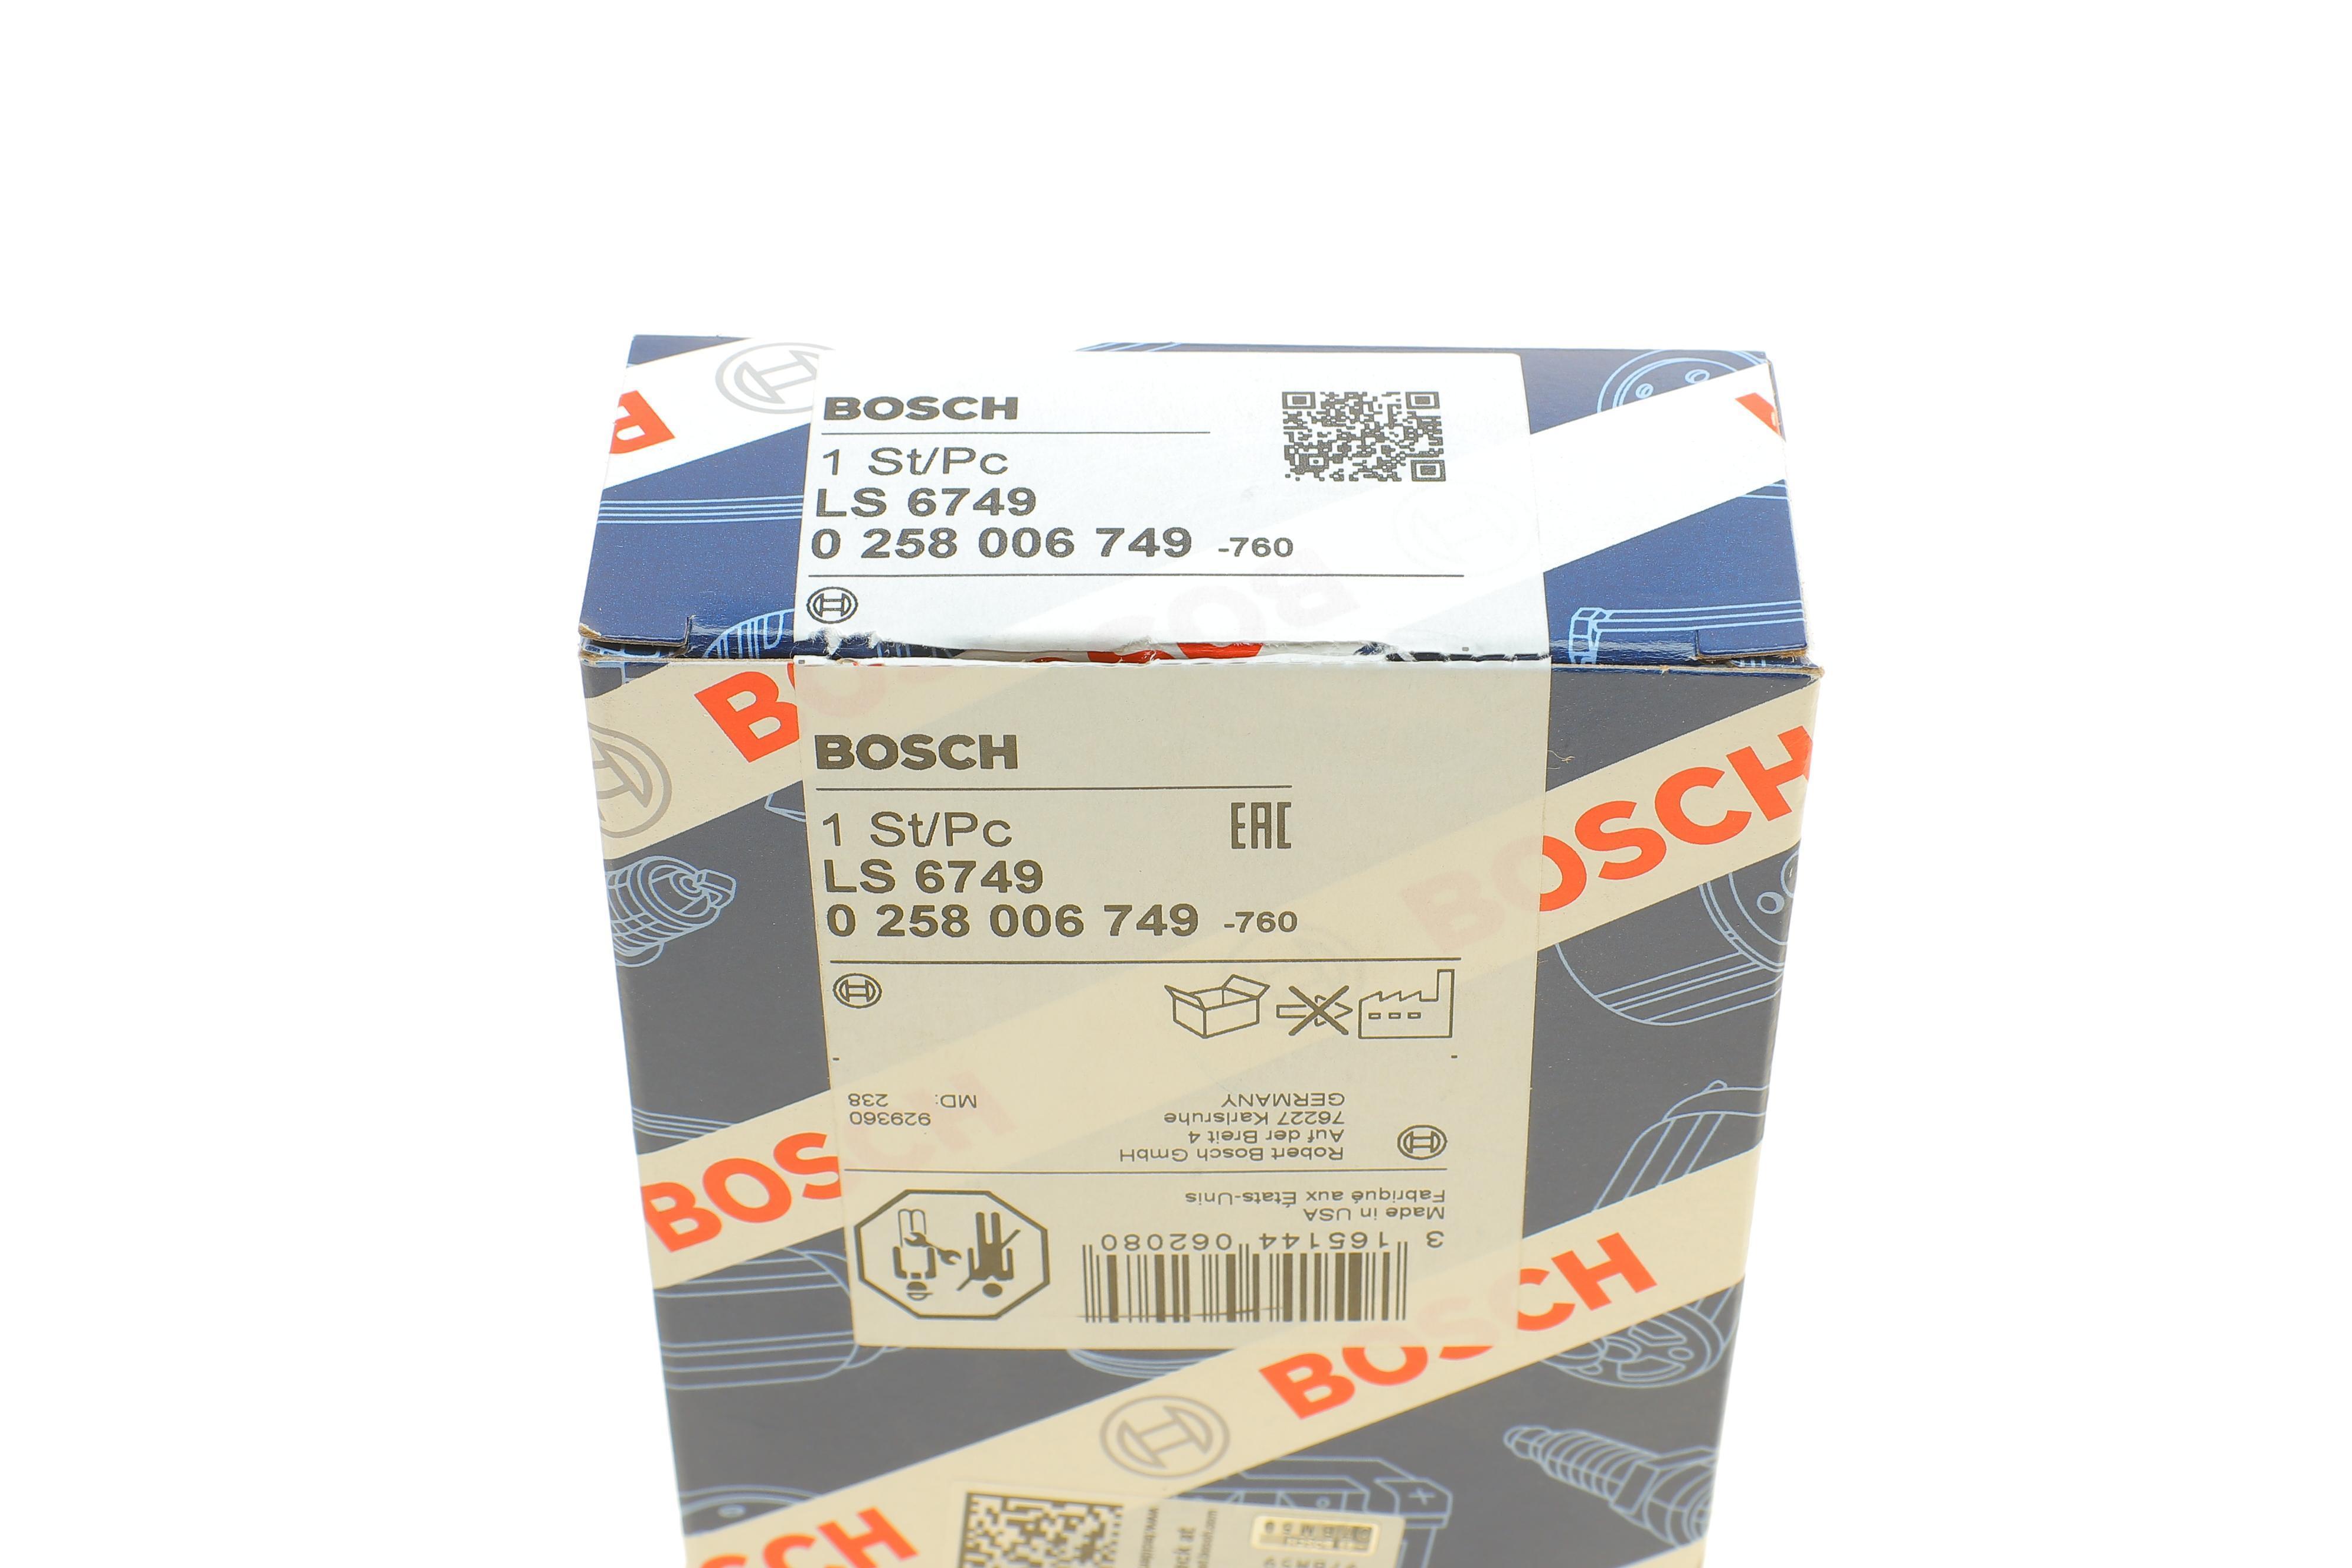 BOSCH
1 St/Pc
LS 6749
0 258 006 749 -760
BOSCH
BOSCH
1 St/Pc
EAC
LS 6749
0 258 006 749 -760
BOSCH
MD: 238
929360
GERMANY
76227 Karlsruhe
Auf der Breit 4
Robert Bosch GmbH
Fabriqué aux États-Unis
Made in USA
3 165144 062080
BOSCH
BOSCH